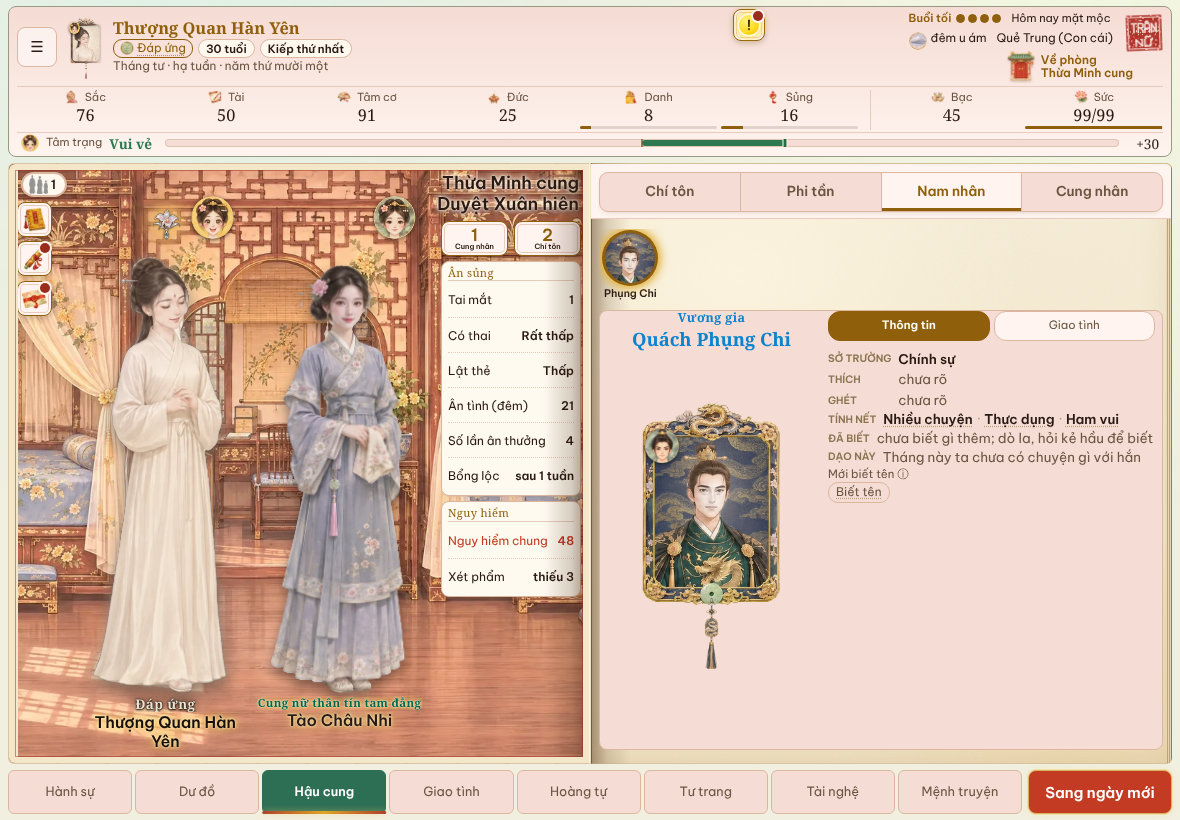 ☰
Thượng Quan Hàn Yên
Đáp ứng
30 tuổi
Kiếp thứ nhất
Tháng tư · hạ tuần · năm thứ mười một
!
Buổi tối
Hôm nay mặt mộc
đêm u ám
Quẻ Trung (Con cái)
Về phòng
Thừa Minh cung
TRÂN NỮ
Sắc
76
Tài
50
Tâm cơ
91
Đức
25
Danh
8
Sủng
16
Bạc
45
Sức
99/99
Tâm trạng
Vui vẻ
+30
1
Thừa Minh cung
Duyệt Xuân hiên
1
Cung nhân
2
Chí tôn
Ân sủng
Tai mắt 1
Có thai Rất thấp
Lật thẻ Thấp
Ân tình (đêm) 21
Số lần ân thưởng 4
Bổng lộc sau 1 tuần
Nguy hiểm
Nguy hiểm chung 48
Xét phẩm thiếu 3
Đáp ứng
Thượng Quan Hàn
Yên
Cung nữ thân tín tam đẳng
Tào Châu Nhi
Chí tôn
Phi tần
Nam nhân
Cung nhân
Phụng Chi
Vương gia
Quách Phụng Chi
Thông tin
Giao tình
SỞ TRƯỜNG Chính sự
THÍCH chưa rõ
GHÉT chưa rõ
TÍNH NẾT Nhiều chuyện · Thực dụng · Ham vui
ĐÃ BIẾT chưa biết gì thêm; dò la, hỏi kẻ hầu để biết
DẠO NÀY Tháng này ta chưa có chuyện gì với hắn
Mới biết tên ⓘ
Biết tên
Hành sự
Dư đồ
Hậu cung
Giao tình
Hoàng tự
Tư trang
Tài nghệ
Mệnh truyện
Sang ngày mới